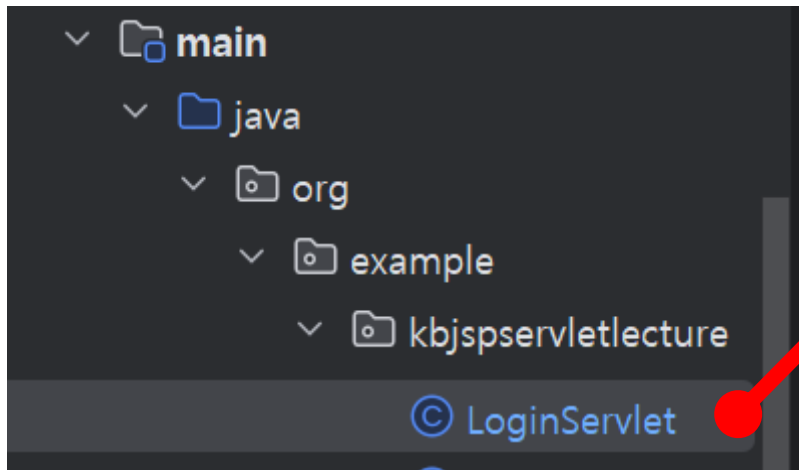 main
java
org
example
kbjspservletlecture
LoginServlet